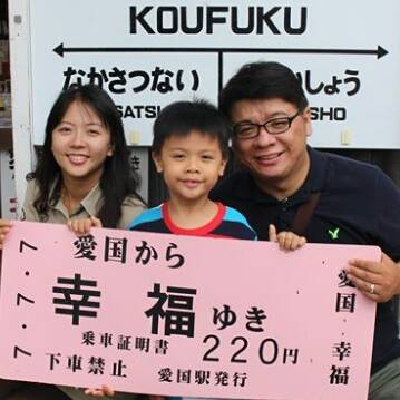 KOUFUKU
なかさつない
しょう
SATS
SHO
愛国から
幸福ゆき
乗車証明書 220円
下車禁止 愛国駅発行
愛国 幸福
7.7.7